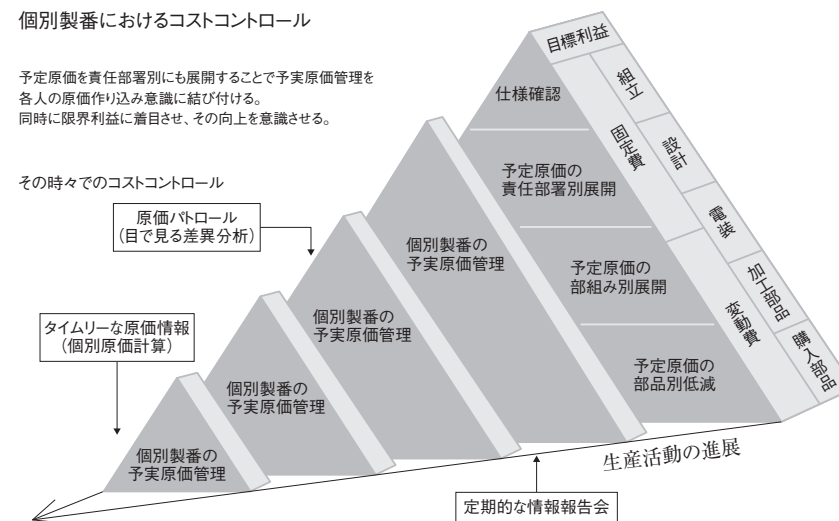 個別製番におけるコストコントロール
予定原価を責任部署別にも展開することで予実原価管理を
各人の原価作り込み意識に結び付ける。
同時に限界利益に着目させ、その向上を意識させる。
その時々でのコストコントロール
原価パトロール
（目で見る差異分析）
タイムリーな原価情報
（個別原価計算）
個別製番の
予実原価管理
個別製番の
予実原価管理
個別製番の
予実原価管理
個別製番の
予実原価管理
仕様確認
予定原価の
責任部署別展開
予定原価の
部組み別展開
予定原価の
部品別低減
目標利益
固定費
変動費
組立
設計
電装
加工部品
購入部品
生産活動の進展
定期的な情報報告会